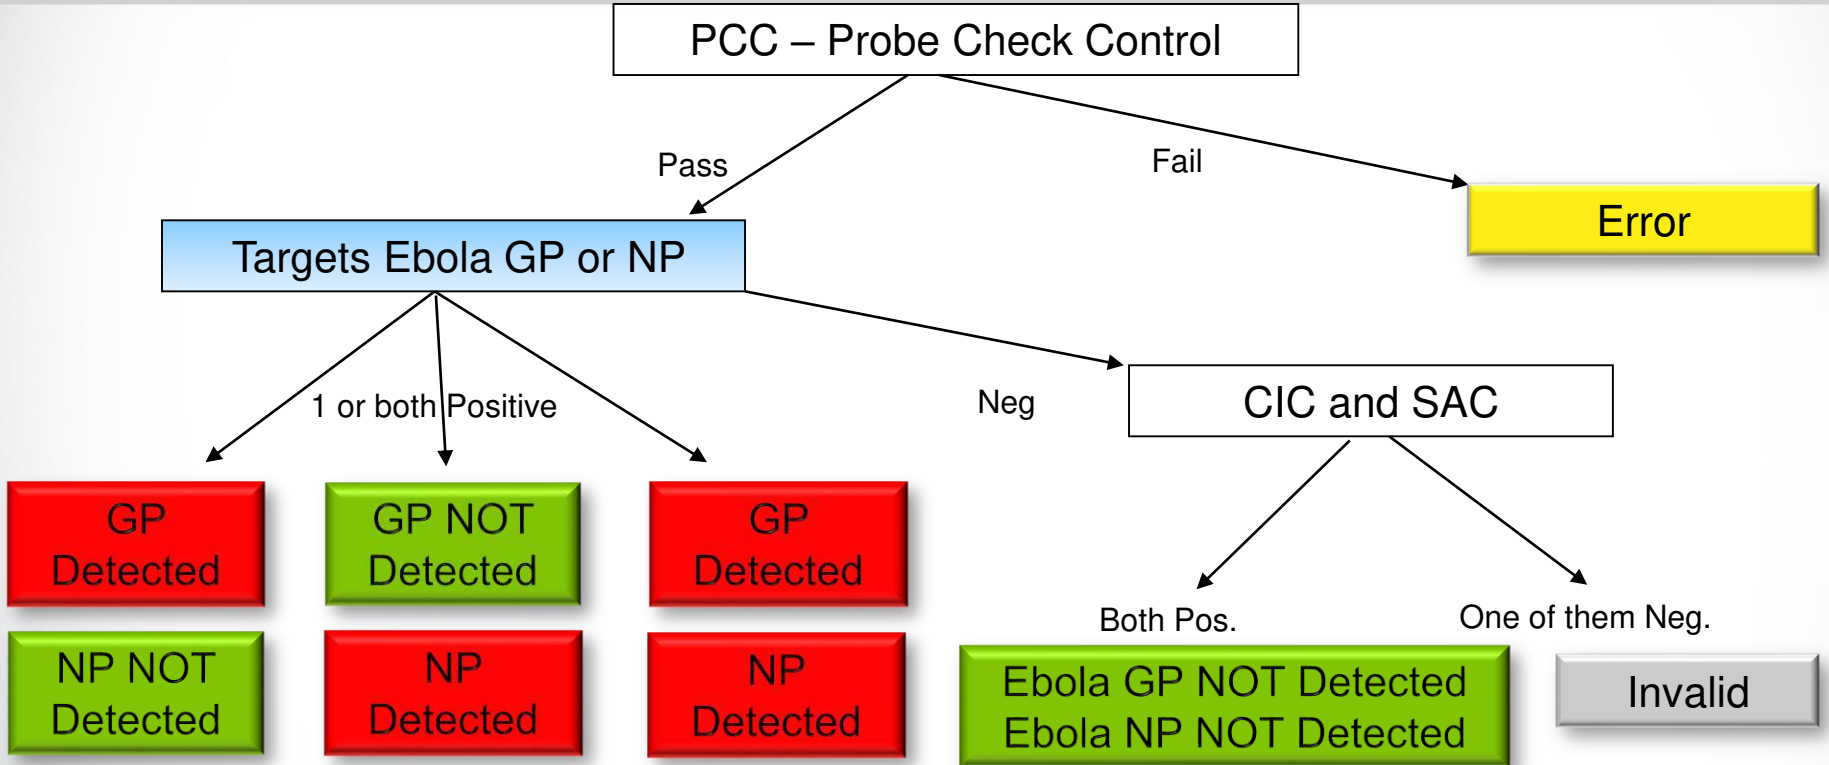 PCC – Probe Check Control
Pass
Fail
Error
Targets Ebola GP or NP
1 or both Positive
Neg
CIC and SAC
GP
Detected
GP NOT
Detected
GP
Detected
NP NOT
Detected
NP
Detected
NP
Detected
Both Pos.
One of them Neg.
Ebola GP NOT Detected
Ebola NP NOT Detected
Invalid